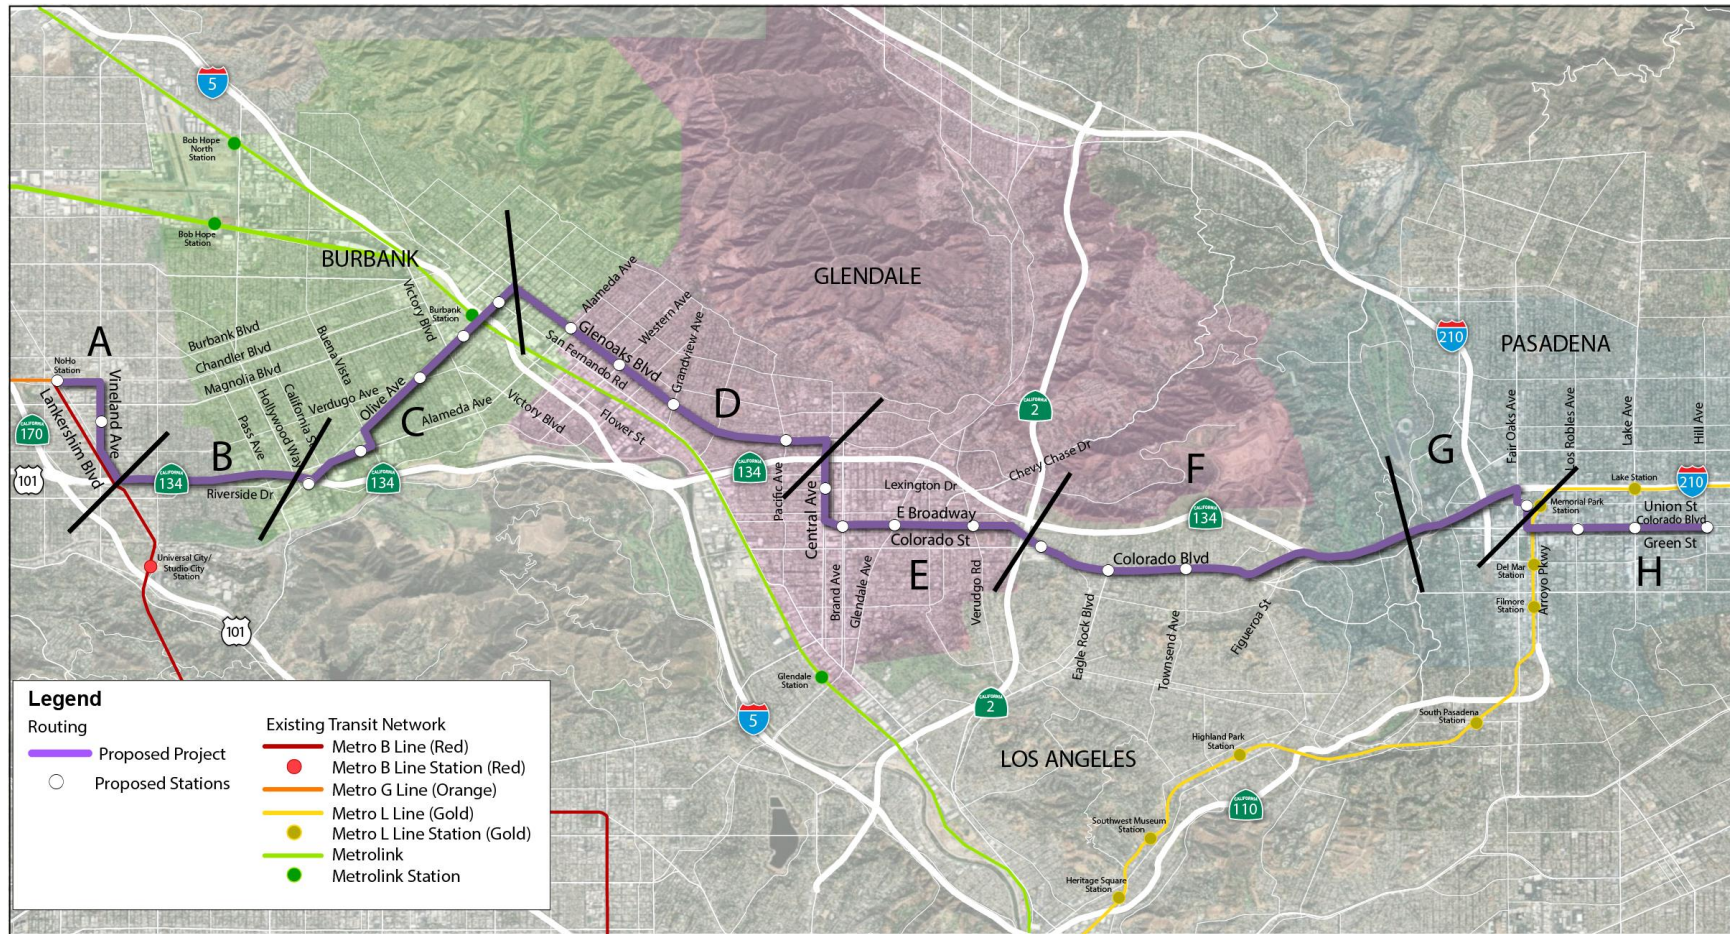 5
Bob Hope
North
Station
Bob Hope
Station
BURBANK
GLENDALE
PASADENA
LOS ANGELES
A
B
C
D
E
F
G
H
NoHo
Station
Vineland Ave
Lankershim Blvd
CALIFORNIA
170
101
CALIFORNIA
134
Riverside Dr
Burbank Blvd
Chandler Blvd
Magnolia Blvd
Buena Vista
Pass Ave
Hollywood Way
California St
Verdugo Ave
Olive Ave
Alameda Ave
Victory Blvd
Burbank
Station
CALIFORNIA
134
Alameda Ave
Glenoaks Blvd
Western Ave
San Fernando Rd
Grandview Ave
Victory Blvd
Flower St
Pacific Ave
CALIFORNIA
134
Central Ave
Lexington Dr
E Broadway
Colorado St
Brand Ave
Glendale Ave
Verudgo Rd
Chevy Chase Dr
CALIFORNIA
2
CALIFORNIA
134
Colorado Blvd
Eagle Rock Blvd
Townsend Ave
Figueroa St
210
Fair Oaks Ave
Los Robles Ave
Lake Ave
Hill Ave
Lake Station
210
Memorial Park
Station
Union St
Colorado Blvd
Green St
Del Mar
Station
Filmore
Station
Arroyo Pkwy
South Pasadena
Station
Highland Park
Station
CALIFORNIA
110
Southwest Museum
Station
Heritage Square
Station
CALIFORNIA
2
5
Glendale
Station
Universal City/
Studio City
Station
101
Legend
Routing
Proposed Project
Proposed Stations
Existing Transit Network
Metro B Line (Red)
Metro B Line Station (Red)
Metro G Line (Orange)
Metro L Line (Gold)
Metro L Line Station (Gold)
Metrolink
Metrolink Station